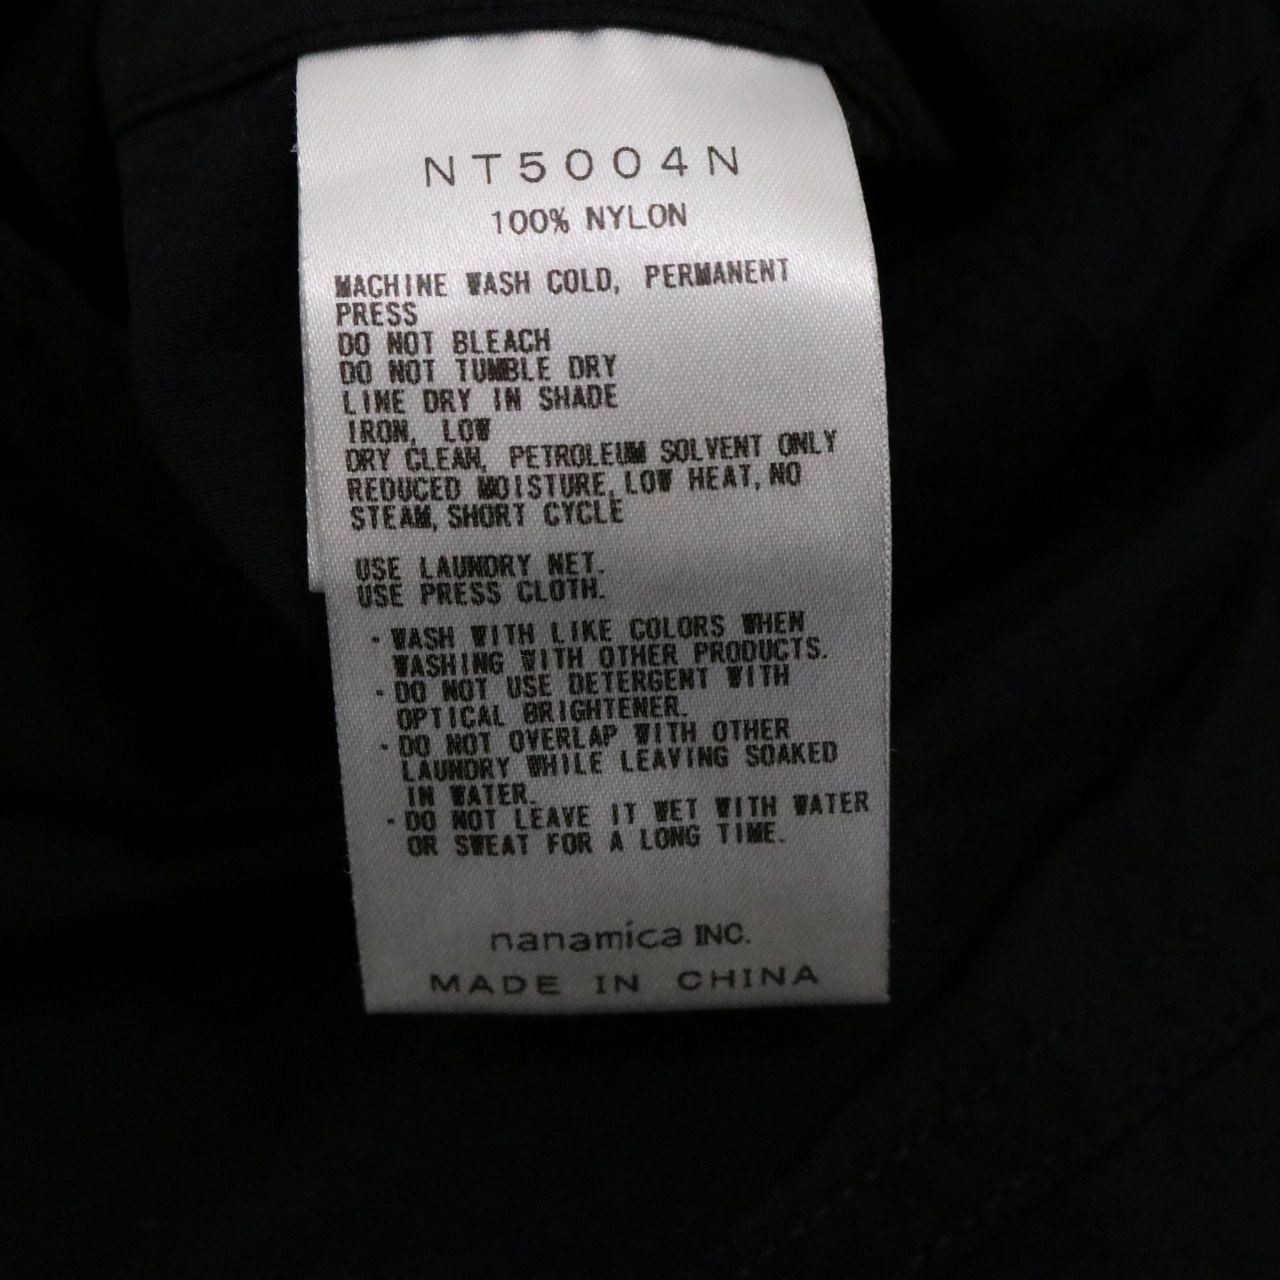 NT5004N
100% NYLON
MACHINE WASH COLD, PERMANENT
PRESS
DO NOT BLEACH
DO NOT TUMBLE DRY
LINE DRY IN SHADE
IRON, LOW
DRY CLEAN, PETROLEUM SOLVENT ONLY
REDUCED MOISTURE, LOW HEAT, NO
STEAM, SHORT CYCLE
USE LAUNDRY NET.
USE PRESS CLOTH.
・WASH WITH LIKE COLORS WHEN
WASHING WITH OTHER PRODUCTS.
・DO NOT USE DETERGENT WITH
OPTICAL BRIGHTENER.
・DO NOT OVERLAP WITH OTHER
LAUNDRY WHILE LEAVING SOAKED
IN WATER.
・DO NOT LEAVE IT WET WITH WATER
OR SWEAT FOR A LONG TIME.
nanamica INC.
MADE IN CHINA